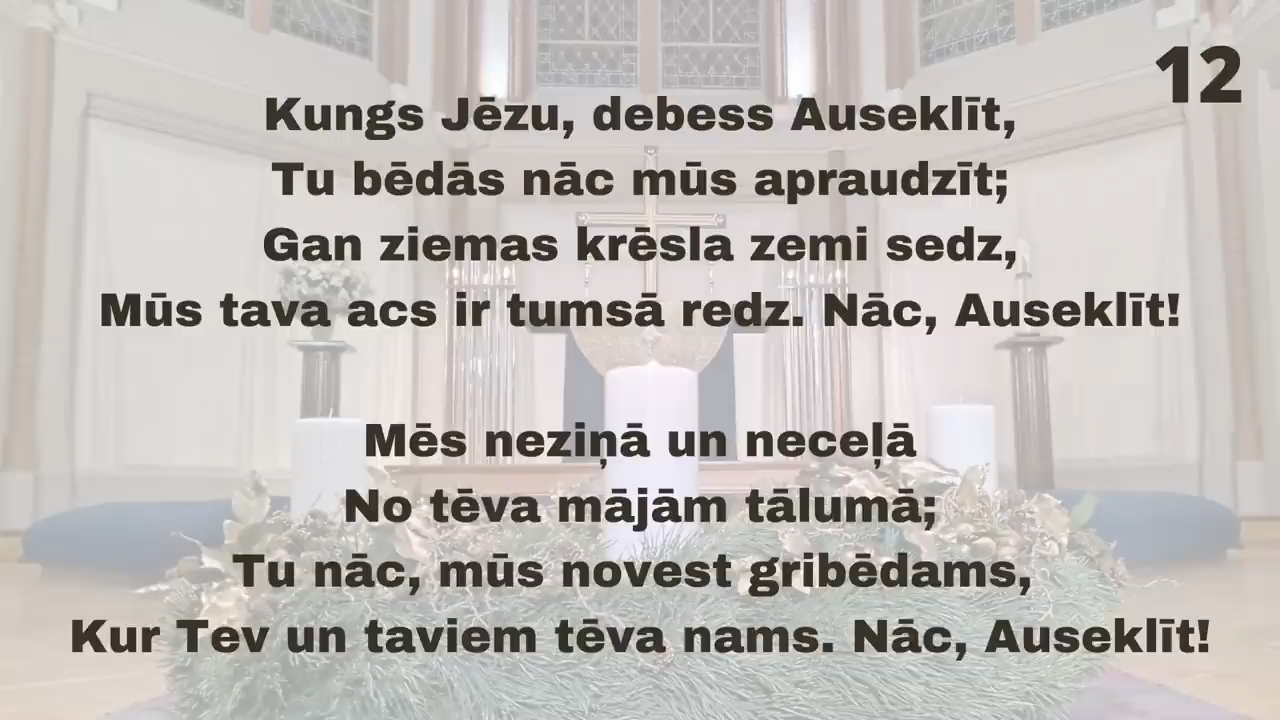 12
Kungs Jēzu, debess Auseklīt,
Tu bēdās nāc mūs apraudzīt;
Gan ziemas krēsla zemi sedz,
Mūs tava acs ir tumsā redz. Nāc, Auseklīt!
Mēs neziņā un neceļā
No tēva mājām tālumā;
Tu nāc, mūs novest gribēdams,
Kur Tev un taviem tēva nams. Nāc, Auseklīt!